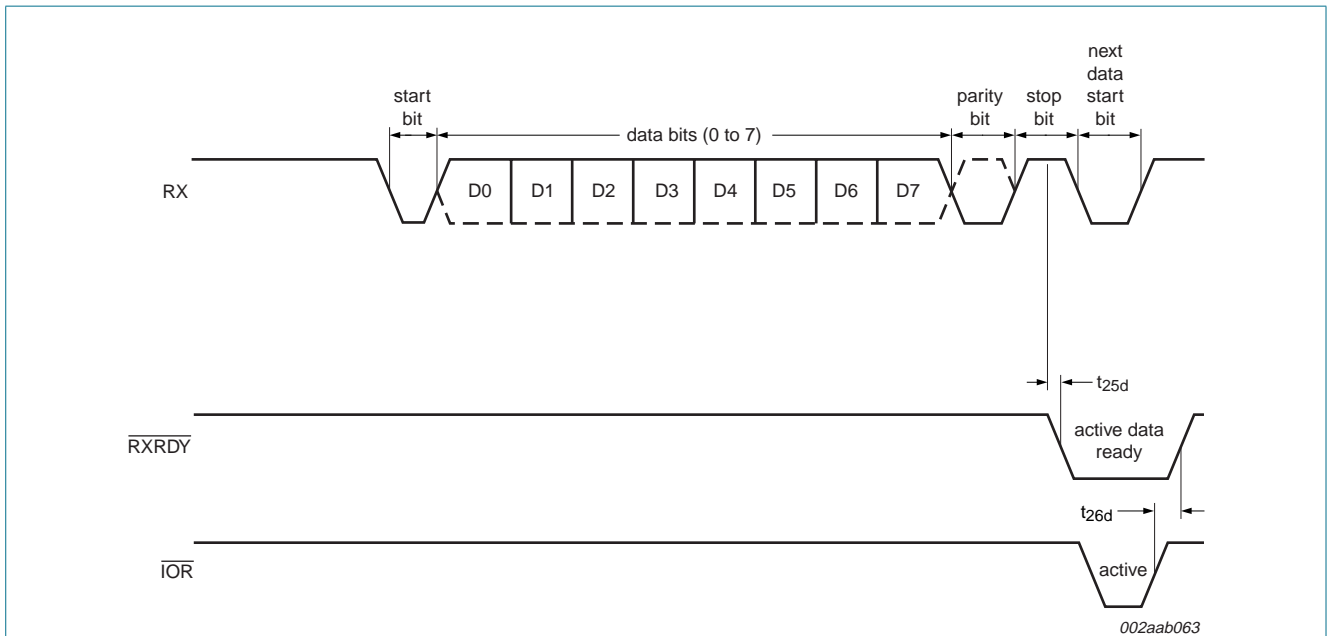 start
bit
data bits (0 to 7)
parity
bit
stop
bit
next
data
start
bit
RX
D0 D1 D2 D3 D4 D5 D6 D7
t25d
RXRDY
active data
ready
t26d
IOR
active
002aab063